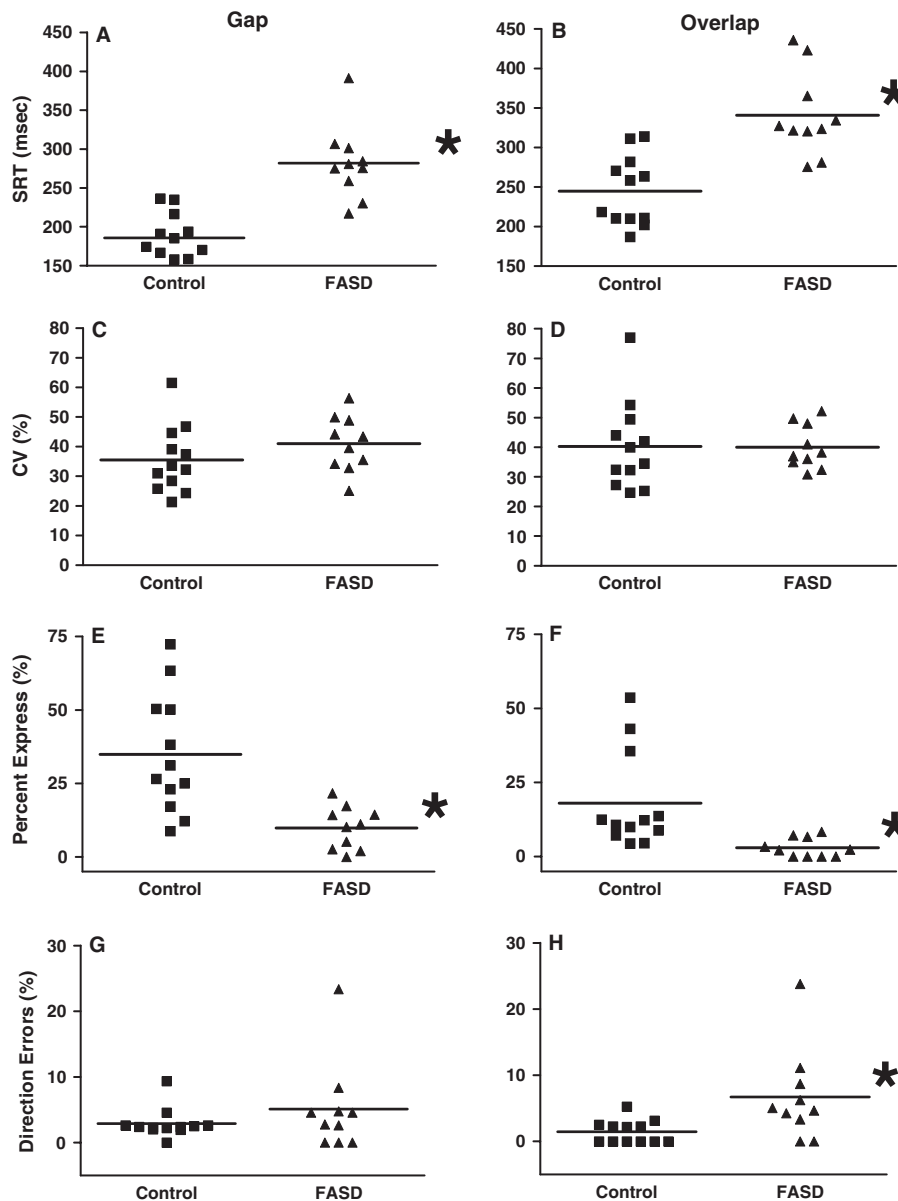 Gap
Overlap
A
SRT (msec)
450
400
350
300
250
200
150
Control
FASD
*
B
450
400
350
300
250
200
150
Control
FASD
*
C
CV (%)
80
70
60
50
40
30
20
10
0
Control
FASD
D
80
70
60
50
40
30
20
10
0
Control
FASD
E
Percent Express (%)
75
50
25
0
Control
FASD
*
F
75
50
25
0
Control
FASD
*
G
Direction Errors (%)
30
20
10
0
Control
FASD
H
30
20
10
0
Control
FASD
*